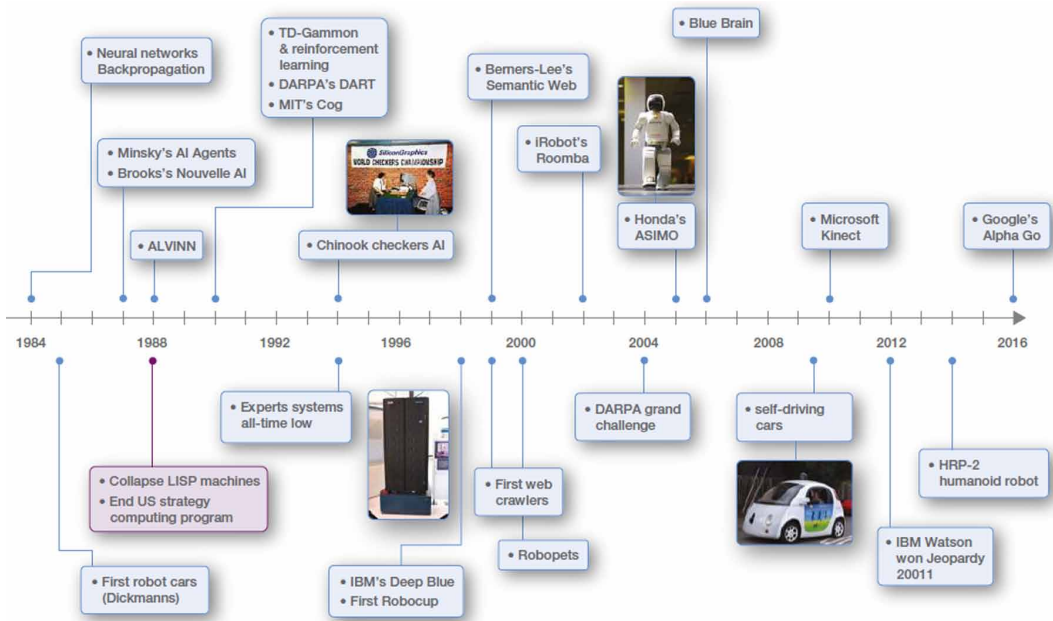 • Blue Brain
• TD-Gammon
& reinforcement
learning
• DARPA's DART
• MIT's Cog
• Neural networks
Backpropagation
• Berners-Lee's
Semantic Web
• Minsky's AI Agents
• Brooks's Nouvelle AI
SiliconGraphics
WORLD CHECKERS CHAMPIONSHIP
• iRobot's
Roomba
• ALVINN
• Chinook checkers AI
• Honda's
ASIMO
• Microsoft
Kinect
• Google's
Alpha Go
1984
1988
1992
1996
2000
2004
2008
2012
2016
• Experts systems
all-time low
• DARPA grand
challenge
• self-driving
cars
• Collapse LISP machines
• End US strategy
computing program
• First web
crawlers
• HRP-2
humanoid robot
• Robopets
• IBM Watson
won Jeopardy
20011
• First robot cars
(Dickmanns)
• IBM's Deep Blue
• First Robocup